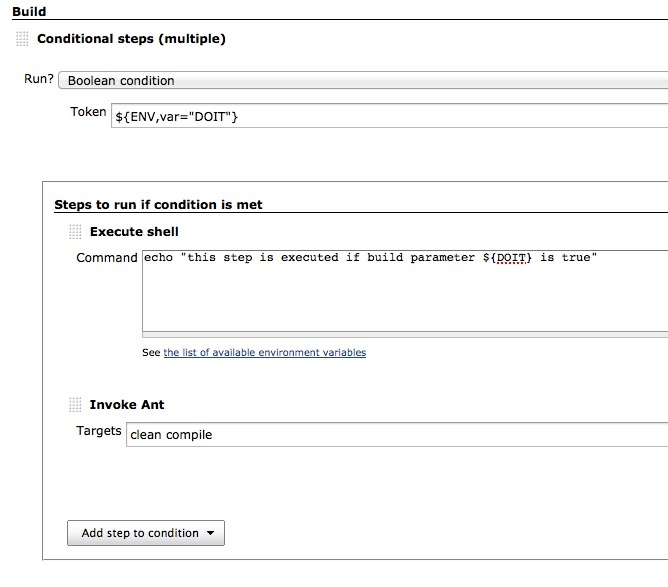 Build
Conditional steps (multiple)
Run? Boolean condition
Token ${ENV,var="DOIT"}
Steps to run if condition is met
Execute shell
Command echo "this step is executed if build parameter ${DOIT} is true"
See the list of available environment variables
Invoke Ant
Targets clean compile
Add step to condition